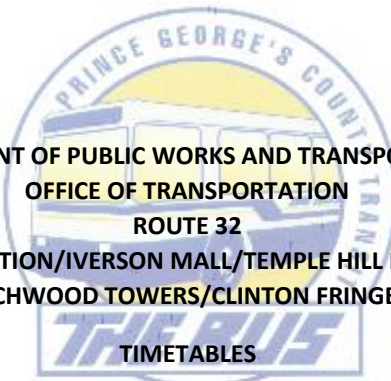 PRINCE GEORGE'S COUNTY TRANSIT
NT OF PUBLIC WORKS AND TRANSPO
OFFICE OF TRANSPORTATION
ROUTE 32
TION/IVERSON MALL/TEMPLE HILL
CHWOOD TOWERS/CLINTON FRINGE
THE BUS
TIMETABLES